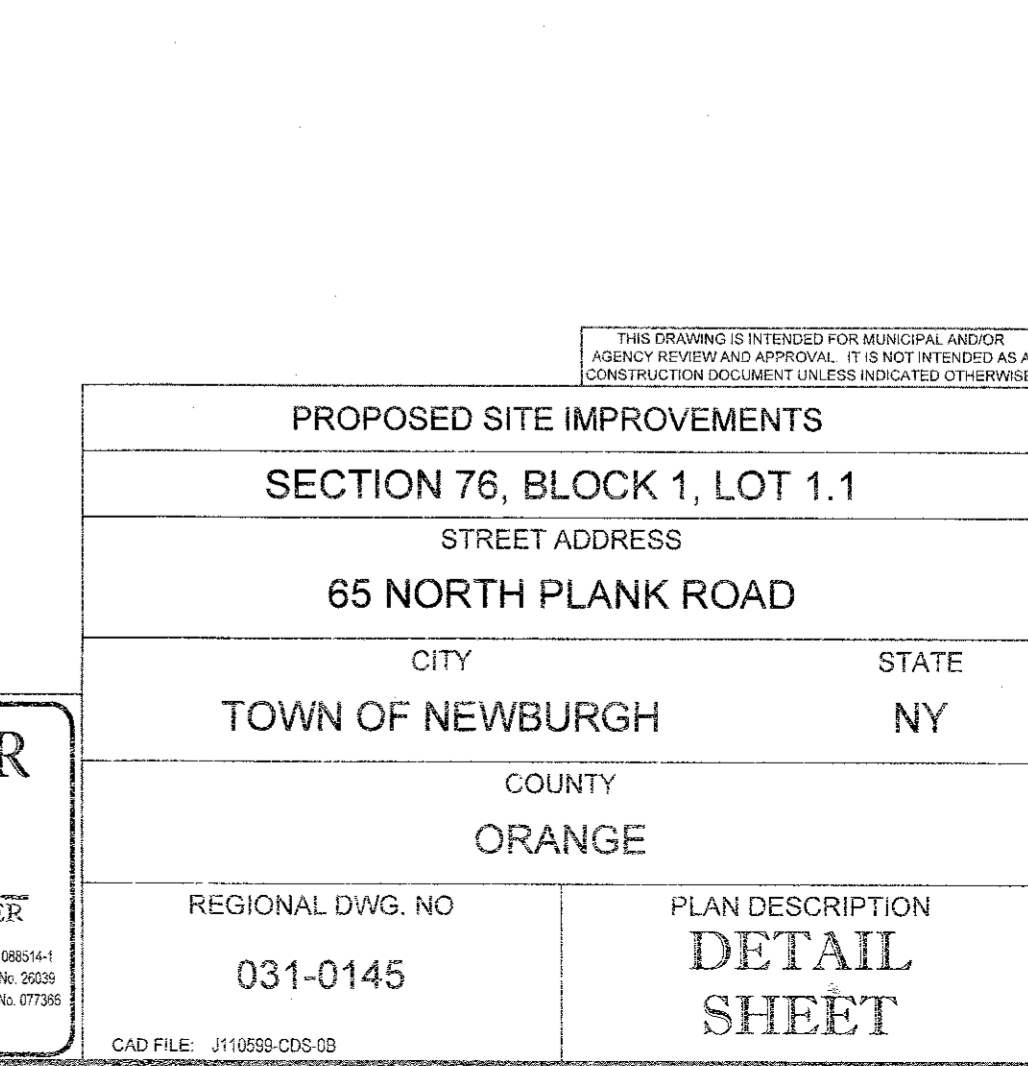 THIS DRAWING IS INTENDED FOR MUNICIPAL AND/OR
AGENCY REVIEW AND APPROVAL. IT IS NOT INTENDED AS A
CONSTRUCTION DOCUMENT UNLESS INDICATED OTHERWISE
PROPOSED SITE IMPROVEMENTS
SECTION 76, BLOCK 1, LOT 1.1
STREET ADDRESS
65 NORTH PLANK ROAD
CITY STATE
TOWN OF NEWBURGH NY
COUNTY
ORANGE
R
ER
088514-1
No. 26039
No. 077366
REGIONAL DWG. NO
031-0145
CAD FILE: J110599-CDS-0B
PLAN DESCRIPTION
DETAIL
SHEET